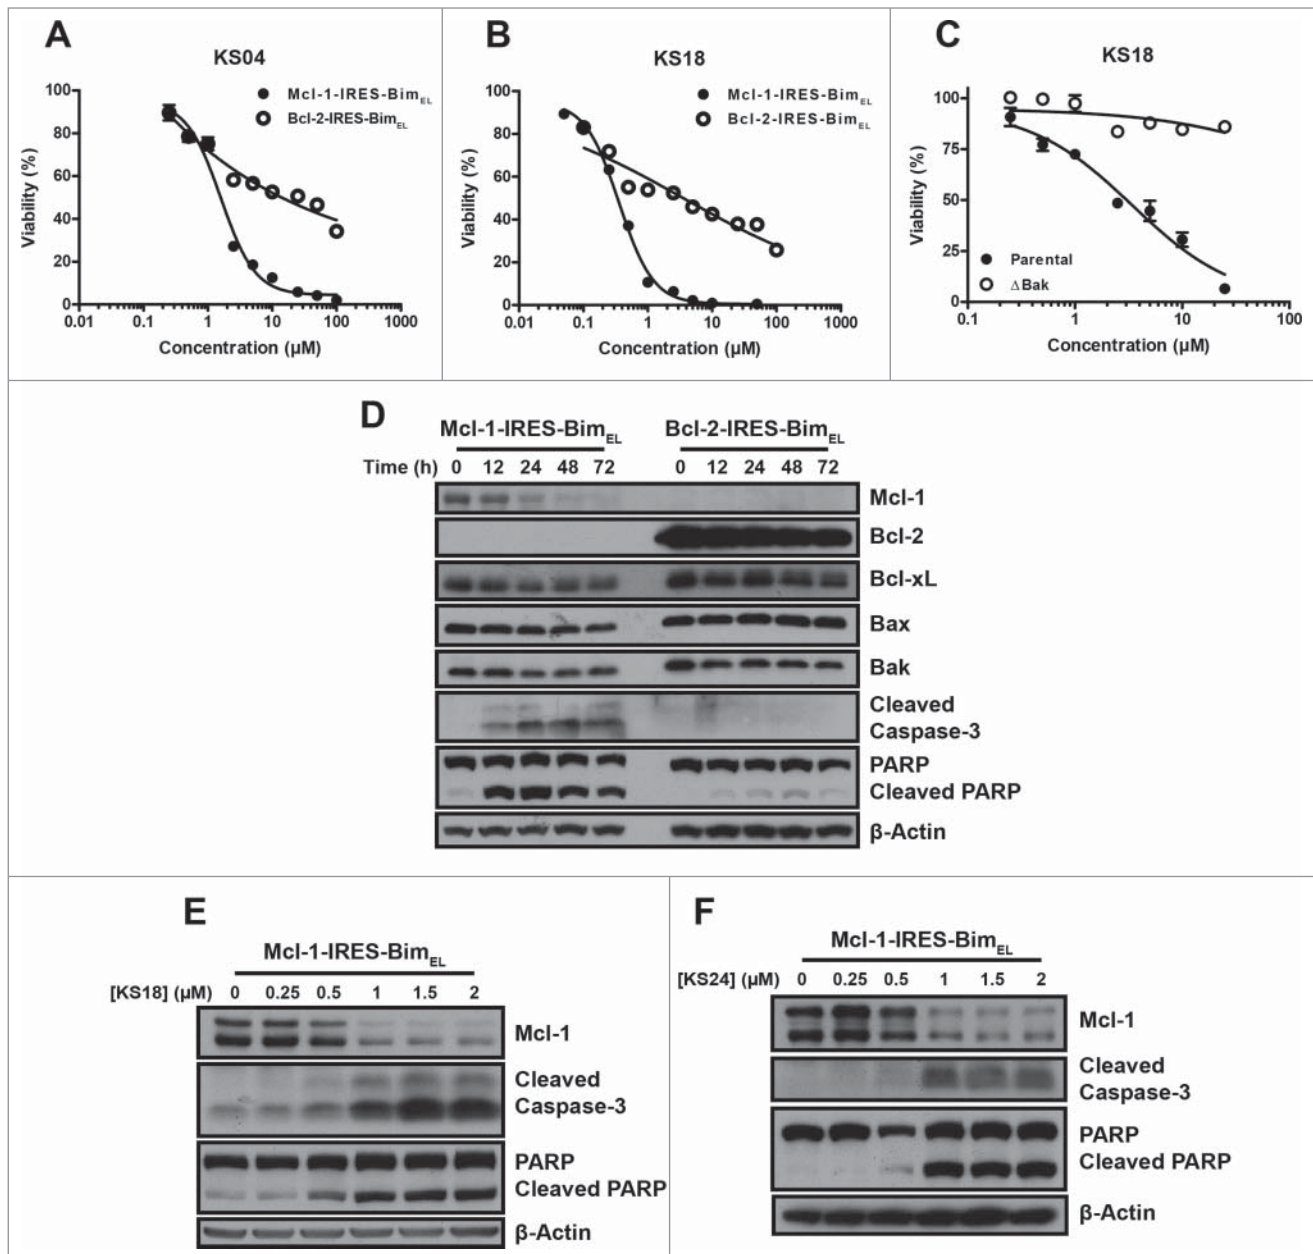 A
KS04
Mcl-1-IRES-BimEL
Bcl-2-IRES-BimEL
100
80
60
40
20
0
Viability (%)
0.01 0.1 1 10 100 1000
Concentration (µM)
B
KS18
Mcl-1-IRES-BimEL
Bcl-2-IRES-BimEL
100
80
60
40
20
0
Viability (%)
0.01 0.1 1 10 100 1000
Concentration (µM)
C
KS18
100
75
50
25
0
Viability (%)
Parental
ΔBak
0.1 1 10 100
Concentration (µM)
D
Mcl-1-IRES-BimEL Bcl-2-IRES-BimEL
Time (h) 0 12 24 48 72 0 12 24 48 72
Mcl-1
Bcl-2
Bcl-xL
Bax
Bak
Cleaved
Caspase-3
PARP
Cleaved PARP
β-Actin
E
Mcl-1-IRES-BimEL
[KS18] (µM) 0 0.25 0.5 1 1.5 2
Mcl-1
Cleaved
Caspase-3
PARP
Cleaved PARP
β-Actin
F
Mcl-1-IRES-BimEL
[KS24] (µM) 0 0.25 0.5 1 1.5 2
Mcl-1
Cleaved
Caspase-3
PARP
Cleaved PARP
β-Actin